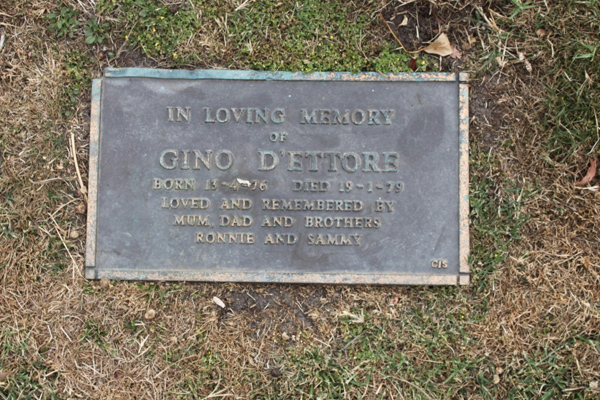 IN LOVING MEMORY
OF
GINO D'ETTORE
BORN 13-4-76 DIED 19-1-79
LOVED AND REMEMBERED BY
MUM, DAD AND BROTHERS
RONNIE AND SAMMY
C/S